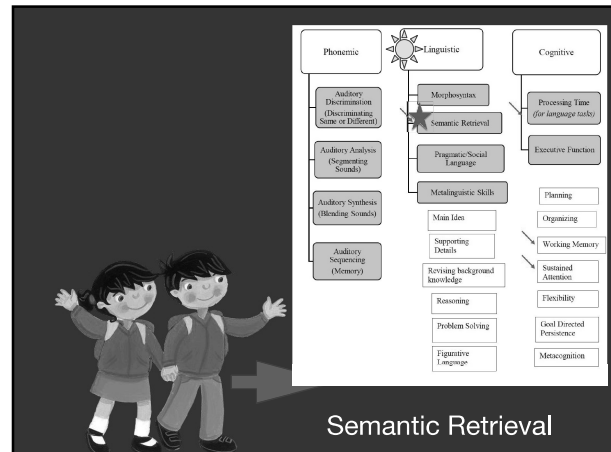 Phonemic
Auditory
Discrimination
(Discriminating
Same or Different)
Auditory Analysis
(Segmenting
Sounds)
Auditory Synthesis
(Blending Sounds)
Auditory
Sequencing
(Memory)
Linguistic
Morphosyntax
Semantic Retrieval
Pragmatic/Social
Language
Metalinguistic Skills
Main Idea
Supporting
Details
Revising background
knowledge
Reasoning
Problem Solving
Figurative
Language
Cognitive
Processing Time
(for language tasks)
Executive Function
Planning
Organizing
Working Memory
Sustained
Attention
Flexibility
Goal Directed
Persistence
Metacognition
Semantic Retrieval